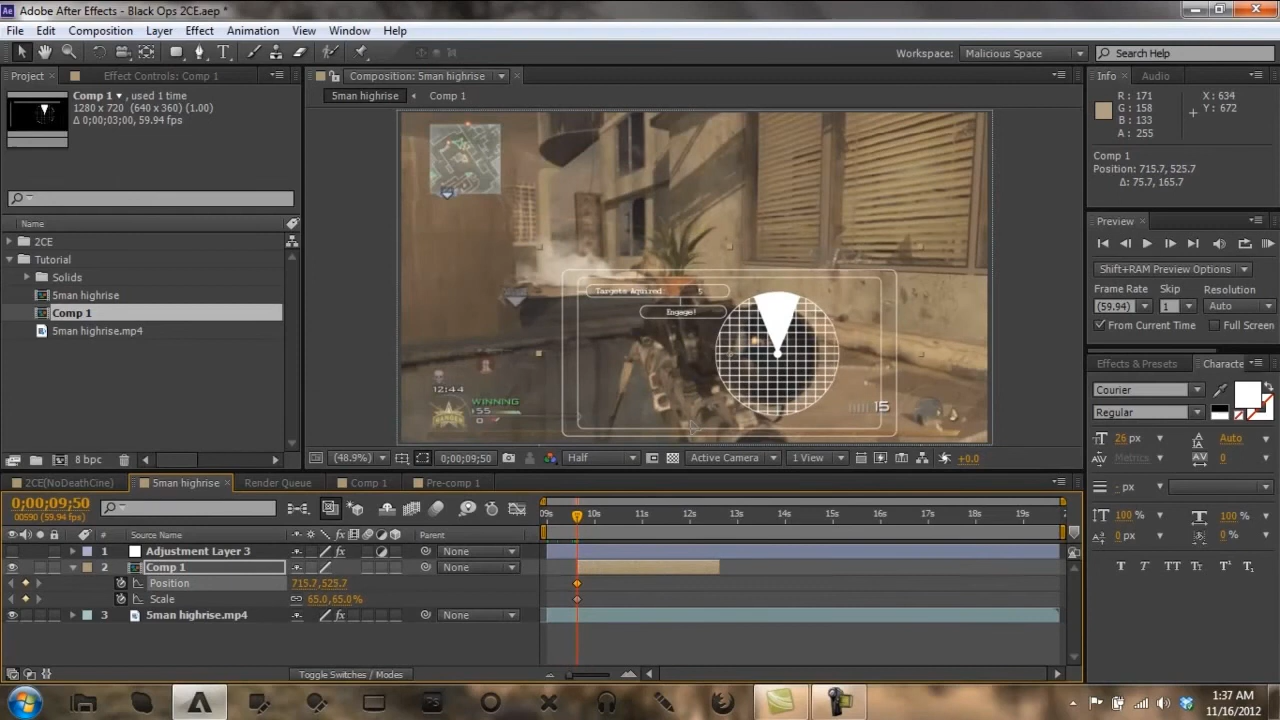 Adobe After Effects - Black Ops 2CE.aep *
File Edit Composition Layer Effect Animation View Window Help
Workspace: Malicious Space
Search Help
Project
Effect Controls: Comp 1
Composition: 5man highrise
Info
Audio
Comp 1 , used 1 time
1280 x 720 (640 x 360) (1.00)
Δ 0;00;03;00, 59.94 fps
5man highrise
Comp 1
R : 171
G : 158
B : 133
A : 255
X : 634
Y : 672
Comp 1
Position: 715.7, 525.7
Δ: 75.7, 165.7
Name
2CE
Tutorial
Solids
5man highrise
Comp 1
5man highrise.mp4
Targets Aquired: 5
Engage!
12:44
WINNING
55
0
15
Preview
Shift+RAM Preview Options
Frame Rate Skip Resolution
(59.94) 1 Auto
From Current Time Full Screen
Effects & Presets
Characte
Courier
Regular
26 px
Auto
Metrics
0
- px
100 %
100 %
0 px
0 %
T T TT Tт T¹ T₁
8 bpc
(48.9%)
0;00;09;50
Half
Active Camera
1 View
+0.0
2CE(NoDeathCine)
5man highrise
Render Queue
Comp 1
Pre-comp 1
0;00;09;50
00590 (59.94 fps)
09s 10s 11s 12s 13s 14s 15s 16s 17s 18s 19s
# Source Name
Parent
1 Adjustment Layer 3 None
2 Comp 1 None
Position 715.7,525.7
Scale 65.0,65.0%
3 5man highrise.mp4 None
Toggle Switches / Modes
1:37 AM
11/16/2012